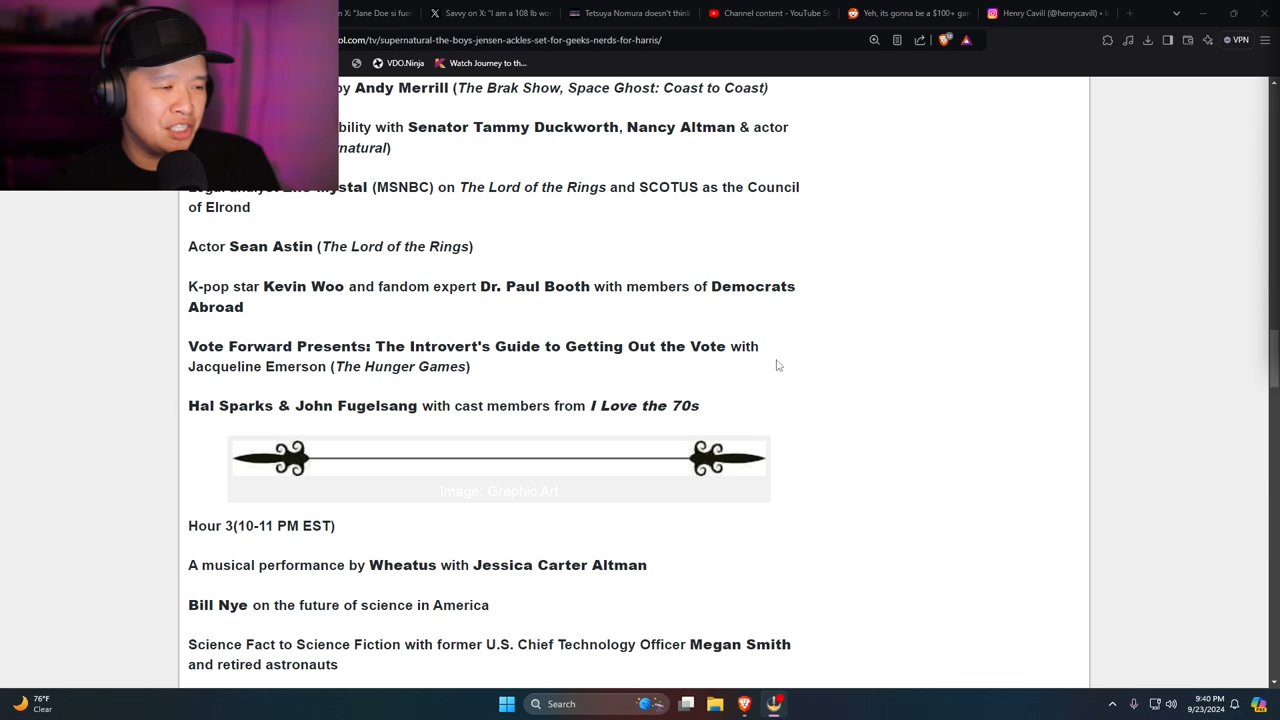 on X: "Jane Doe si fuer
Savvy on X: "I am a 108 lb wo
Tetsuya Nomura doesn't think
Channel content - YouTube St
Yeh, its gonna be a $100+ gar
Henry Cavill (@henrycavill) • I
ol.com/tv/supernatural-the-boys-jensen-ackles-set-for-geeks-nerds-for-harris/
VPN
VDO.Ninja
Watch Journey to th...
by Andy Merrill (The Brak Show, Space Ghost: Coast to Coast)
bility with Senator Tammy Duckworth, Nancy Altman & actor
rnatural)
Mystal (MSNBC) on The Lord of the Rings and SCOTUS as the Council
of Elrond
Actor Sean Astin (The Lord of the Rings)
K-pop star Kevin Woo and fandom expert Dr. Paul Booth with members of Democrats
Abroad
Vote Forward Presents: The Introvert's Guide to Getting Out the Vote with
Jacqueline Emerson (The Hunger Games)
Hal Sparks & John Fugelsang with cast members from I Love the 70s
Image: Graphic Art
Hour 3(10-11 PM EST)
A musical performance by Wheatus with Jessica Carter Altman
Bill Nye on the future of science in America
Science Fact to Science Fiction with former U.S. Chief Technology Officer Megan Smith
and retired astronauts
76°F
Clear
Search
9:40 PM
9/23/2024